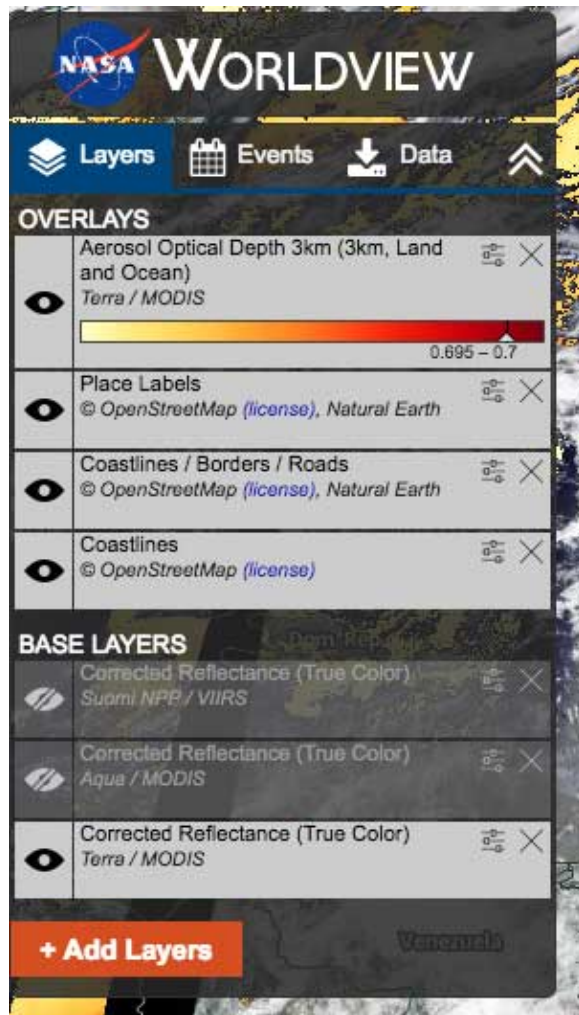 NASA
WORLDVIEW
Layers Events Data
OVERLAYS
Aerosol Optical Depth 3km (3km, Land
and Ocean)
Terra / MODIS
0.695 – 0.7
Place Labels
© OpenStreetMap (license), Natural Earth
Coastlines / Borders / Roads
© OpenStreetMap (license), Natural Earth
Coastlines
© OpenStreetMap (license)
Dom. Rep.
BASE LAYERS
Corrected Reflectance (True Color)
Suomi NPP / VIIRS
Corrected Reflectance (True Color)
Aqua / MODIS
Corrected Reflectance (True Color)
Terra / MODIS
+ Add Layers
Venezuela